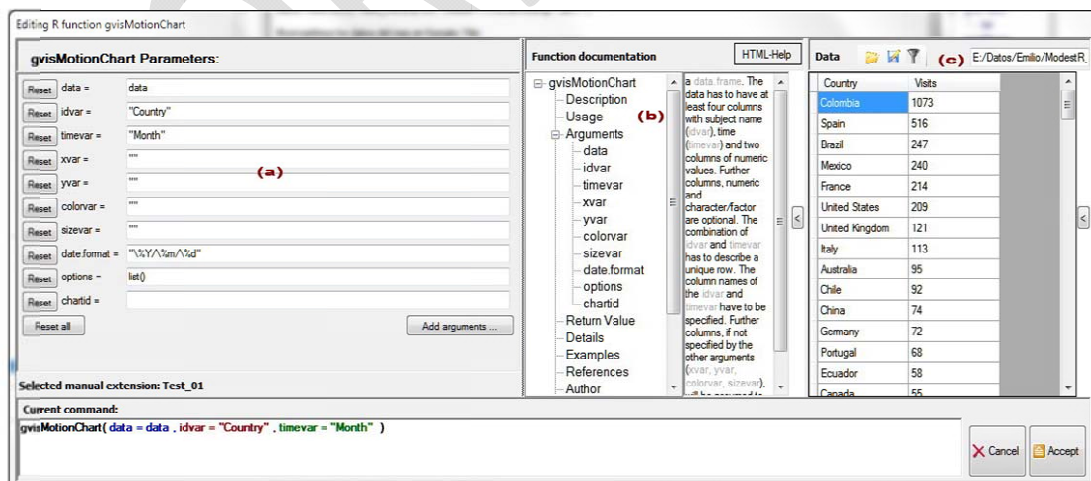 Editing R function gvisMotionChart
gvisMotionChart Parameters:
Reset data = data
Reset idvar = "Country"
Reset timevar = "Month"
Reset xvar = ""
Reset yvar = ""
Reset colorvar = ""
Reset sizevar = ""
Reset date.format = "\%Y/\%m/\%d"
Reset options = list()
Reset chartid =
(a)
Reset all Add arguments ...
Selected manual extension: Test_01
Function documentation HTML-Help
gvisMotionChart
Description
Usage
(b)
Arguments
data
idvar
timevar
xvar
yvar
colorvar
sizevar
date.format
options
chartid
Return Value
Details
Examples
References
Author
a data.frame. The
data has to have at
least four columns
with subject name
(idvar), time
(timevar) and two
columns of numeric
values. Further
columns, numeric
and
character/factor
are optional. The
combination of
idvar and timevar
has to describe a
unique row. The
column names of
the idvar and
timevar have to be
specified. Further
columns, if not
specified by the
other arguments
(xvar, yvar,
colorvar, sizevar),
will be assumed to
Data (c) E:/Datos/Emilio/ModestR
Country Visits
Colombia 1073
Spain 516
Brazil 247
Mexico 240
France 214
United States 209
United Kingdom 121
Italy 113
Australia 95
Chile 92
China 74
Germany 72
Portugal 68
Ecuador 58
Canada 55
Current command:
gvisMotionChart( data = data , idvar = "Country" , timevar = "Month" )
Cancel Accept